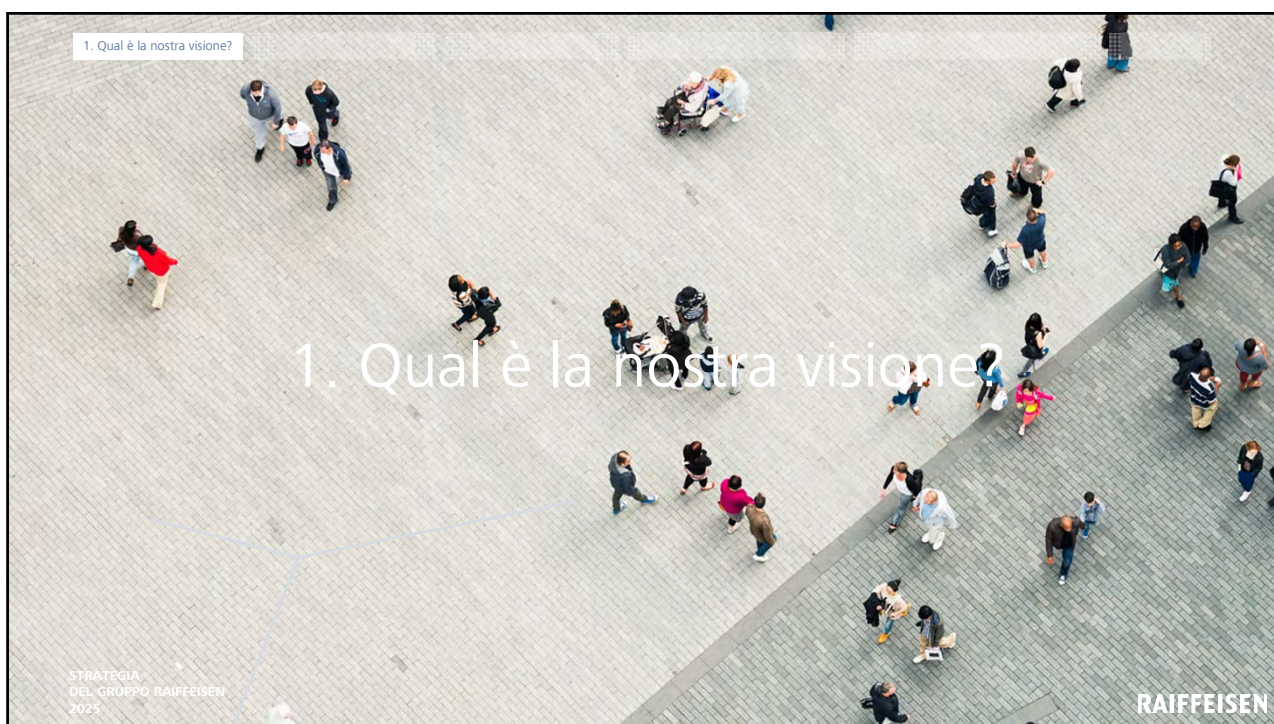 1. Qual è la nostra visione?
1. Qual è la nostra visione?
STRATEGIA
DEL GRUPPO RAIFFEISEN
2025
RAIFFEISEN